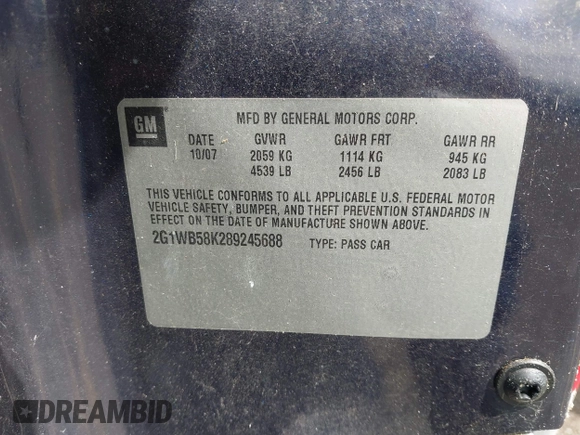 GM
MFD BY GENERAL MOTORS CORP.
DATE GVWR GAWR FRT GAWR RR
10/07 2059 KG 1114 KG 945 KG
4539 LB 2456 LB 2083 LB
THIS VEHICLE CONFORMS TO ALL APPLICABLE U.S. FEDERAL MOTOR
VEHICLE SAFETY, BUMPER, AND THEFT PREVENTION STANDARDS IN
EFFECT ON THE DATE OF MANUFACTURE SHOWN ABOVE.
2G1WB58K289245688 TYPE: PASS CAR
DREAMBID